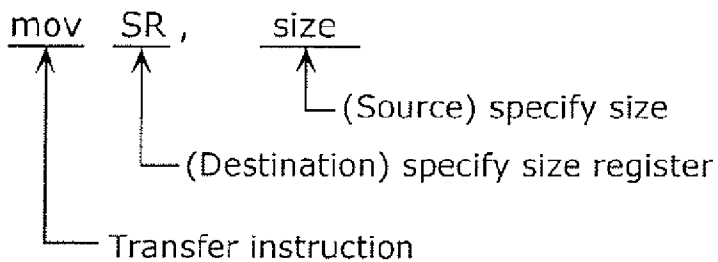 mov SR, size
(Source) specify size
(Destination) specify size register
Transfer instruction